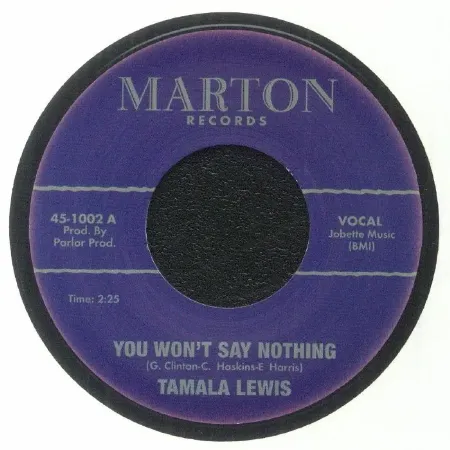 MARTON
RECORDS
45-1002 A
Prod. By
Parlor Prod.
VOCAL
Jobette Music
(BMI)
Time: 2:25
YOU WON'T SAY NOTHING
(G. Clinton-C. Haskins-E Harris)
TAMALA LEWIS